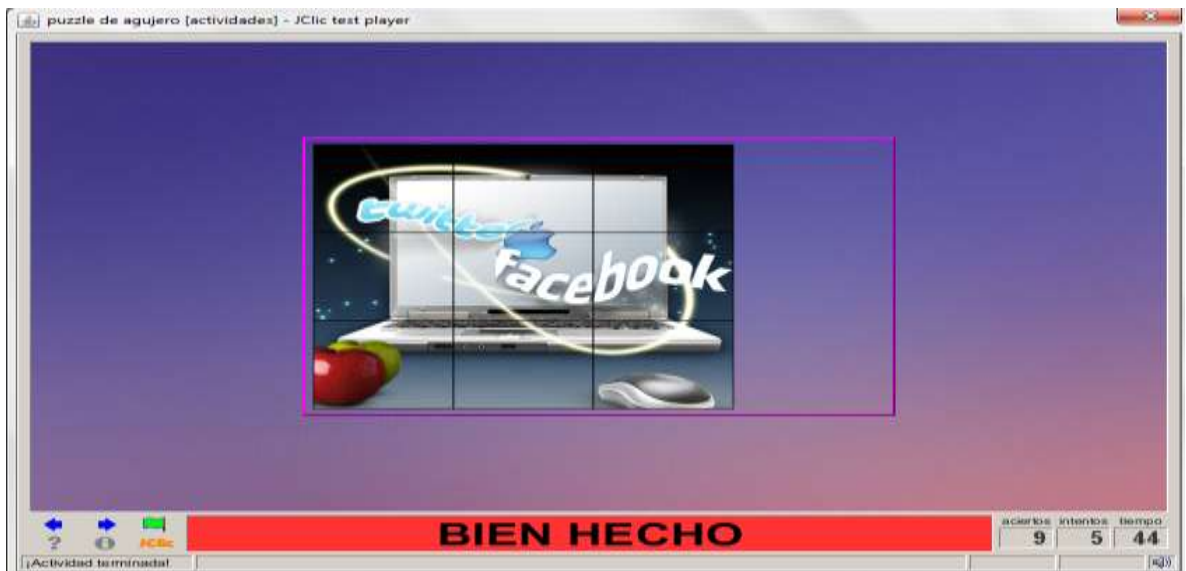 puzzle de agujero [actividades] - JClic test player
twitter
facebook
BIEN HECHO
aciertos intentos tiempo
9 5 44
? i JClic
¡Actividad terminada!